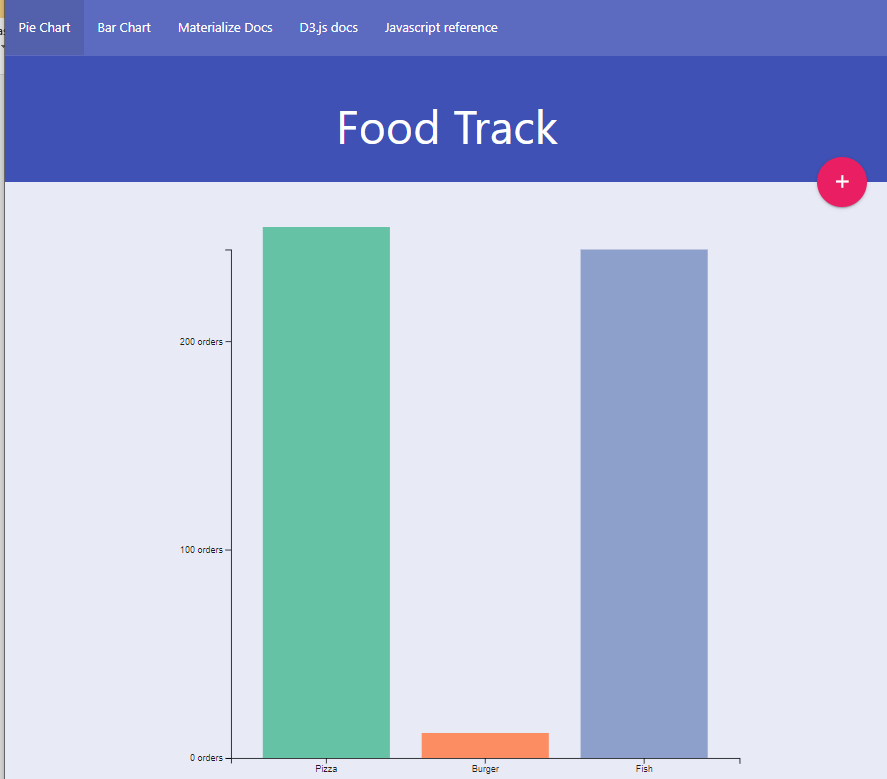 Pie Chart Bar Chart Materialize Docs D3.js docs Javascript reference
Food Track
+
200 orders
100 orders
0 orders
Pizza Burger Fish